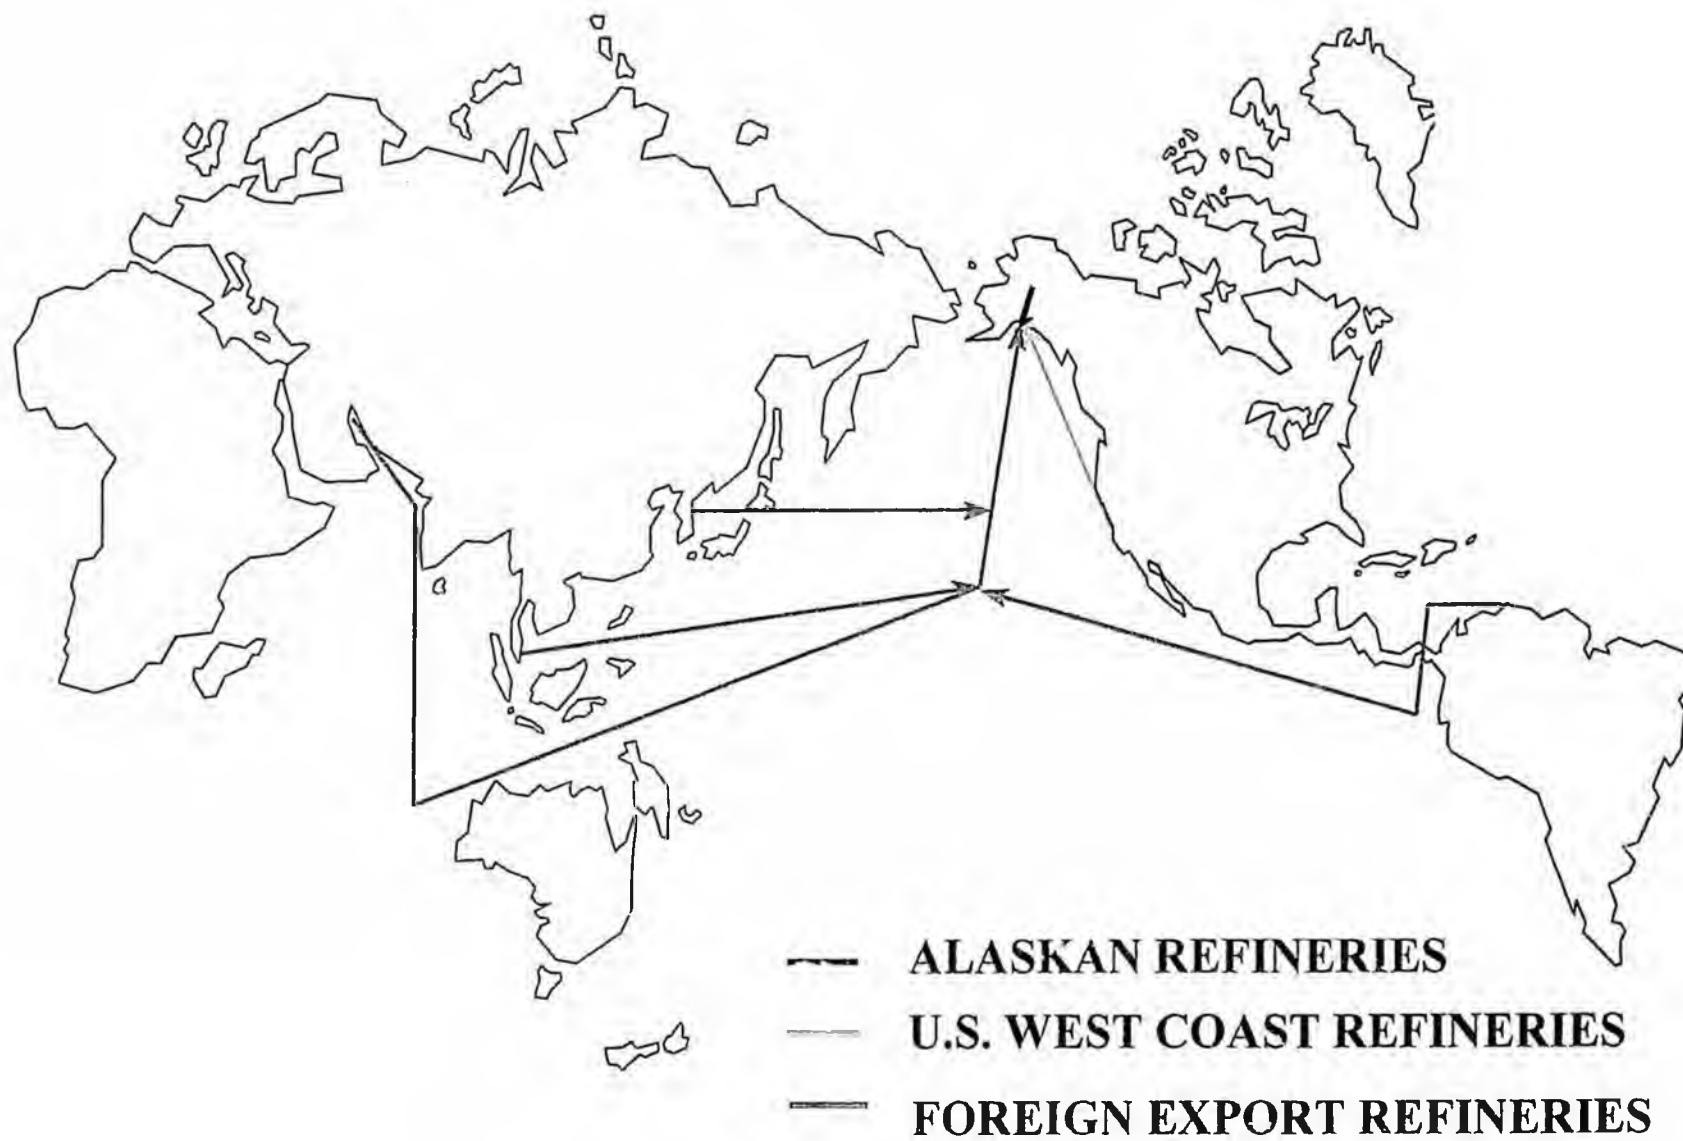 ALASKAN REFINERIES
U.S. WEST COAST REFINERIES
FOREIGN EXPORT REFINERIES